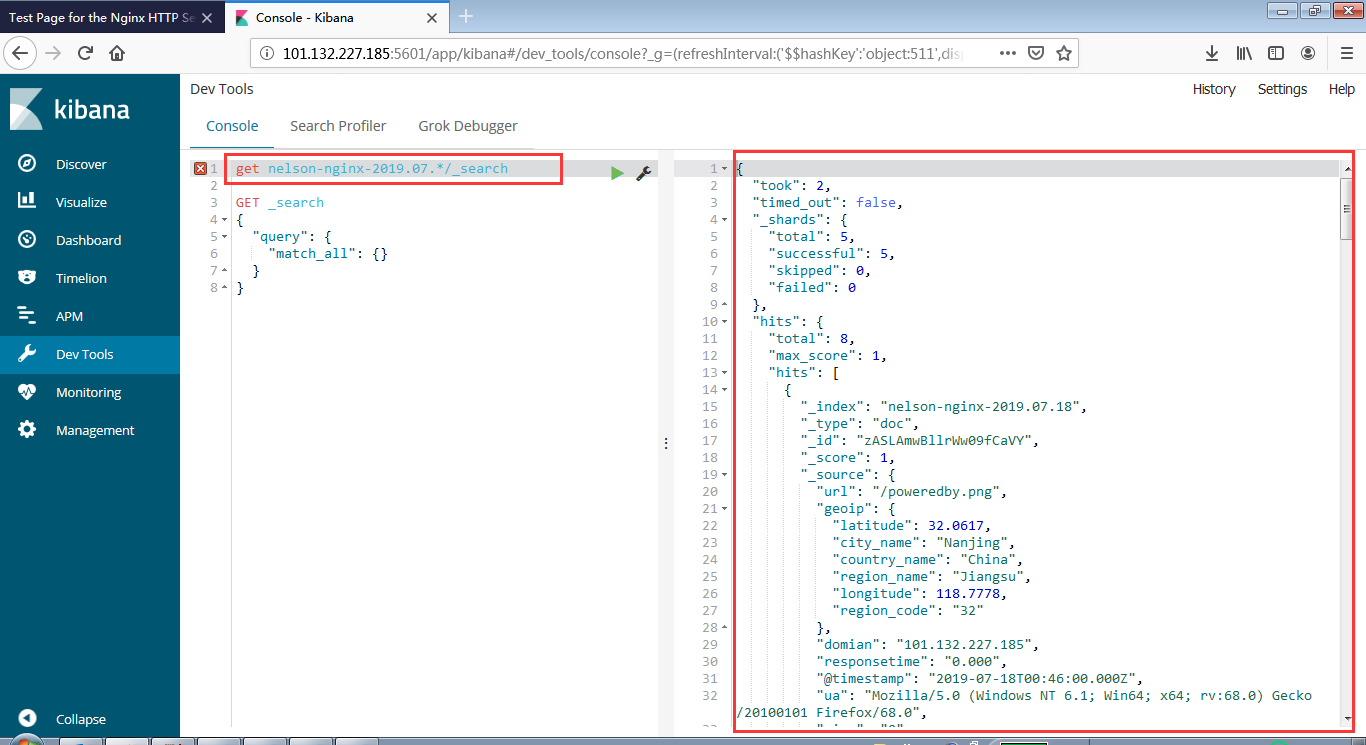 Test Page for the Nginx HTTP Se
Console - Kibana
101.132.227.185:5601/app/kibana#/dev_tools/console?_g=(refreshInterval:('$$hashKey':'object:511',dis
kibana
Discover
Visualize
Dashboard
Timelion
APM
Dev Tools
Monitoring
Management
Collapse
Dev Tools
History
Settings
Help
Console
Search Profiler
Grok Debugger
1 get nelson-nginx-2019.07.*/_search
2
3 GET _search
4 {
5 "query": {
6 "match_all": {}
7 }
8 }
1 {
2 "took": 2,
3 "timed_out": false,
4 "_shards": {
5 "total": 5,
6 "successful": 5,
7 "skipped": 0,
8 "failed": 0
9 },
10 "hits": {
11 "total": 8,
12 "max_score": 1,
13 "hits": [
14 {
15 "_index": "nelson-nginx-2019.07.18",
16 "_type": "doc",
17 "_id": "zASLAmwBllrWw09fCaVY",
18 "_score": 1,
19 "_source": {
20 "url": "/poweredby.png",
21 "geoip": {
22 "latitude": 32.0617,
23 "city_name": "Nanjing",
24 "country_name": "China",
25 "region_name": "Jiangsu",
26 "longitude": 118.7778,
27 "region_code": "32"
28 },
29 "domian": "101.132.227.185",
30 "responsetime": "0.000",
31 "@timestamp": "2019-07-18T00:46:00.000Z",
32 "ua": "Mozilla/5.0 (Windows NT 6.1; Win64; x64; rv:68.0) Gecko
/20100101 Firefox/68.0",